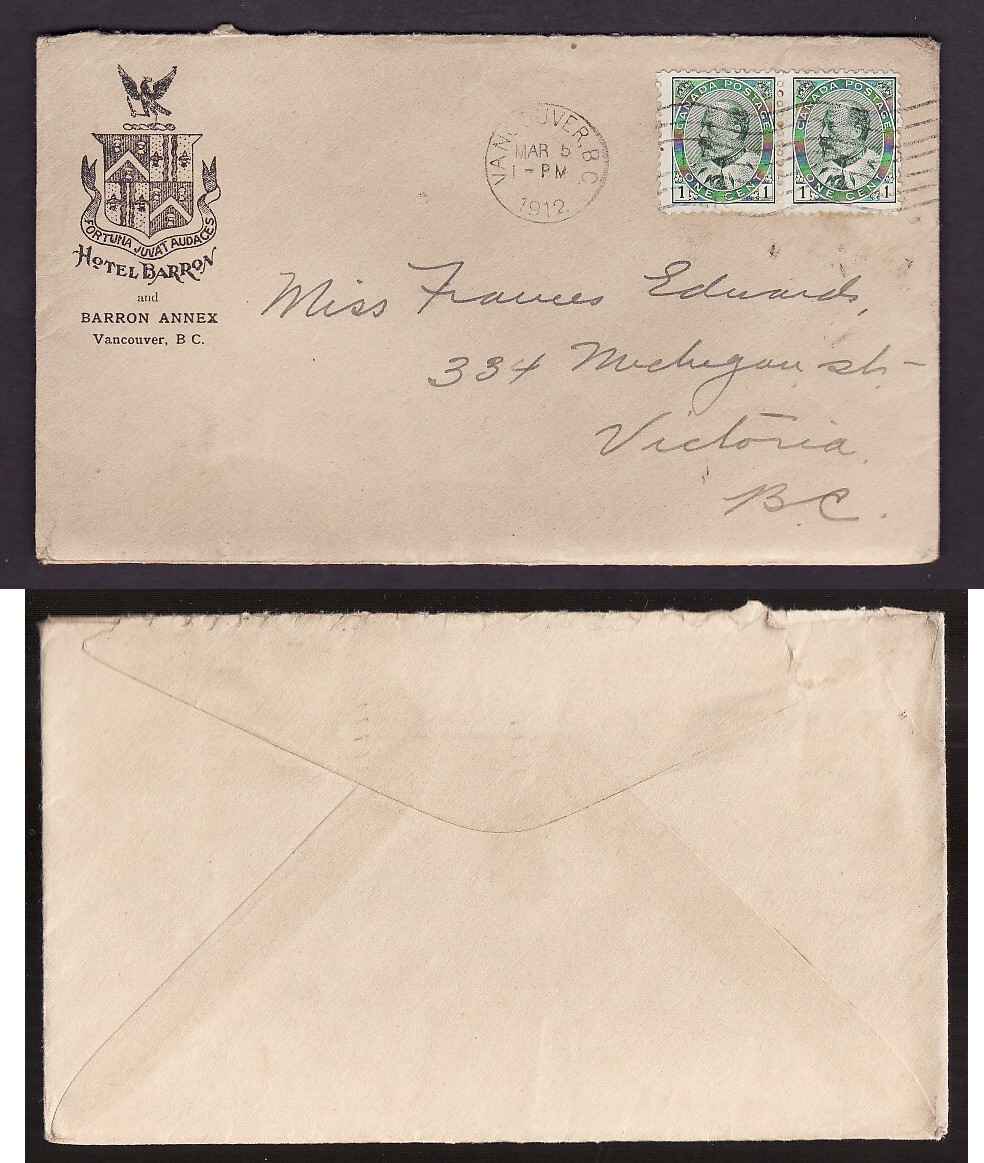 FORTUNA JUVAT AUDACES
HOTEL BARRON
and
BARRON ANNEX
Vancouver, B C.
VANCOUVER, B.C.
MAR 5
1 - PM
1912
CANADA POSTAGE
1 ONE CENT 1
CANADA POSTAGE
1 ONE CENT 1
Miss Frances Edwards,
334 Michigan st-
Victoria.
B.C.